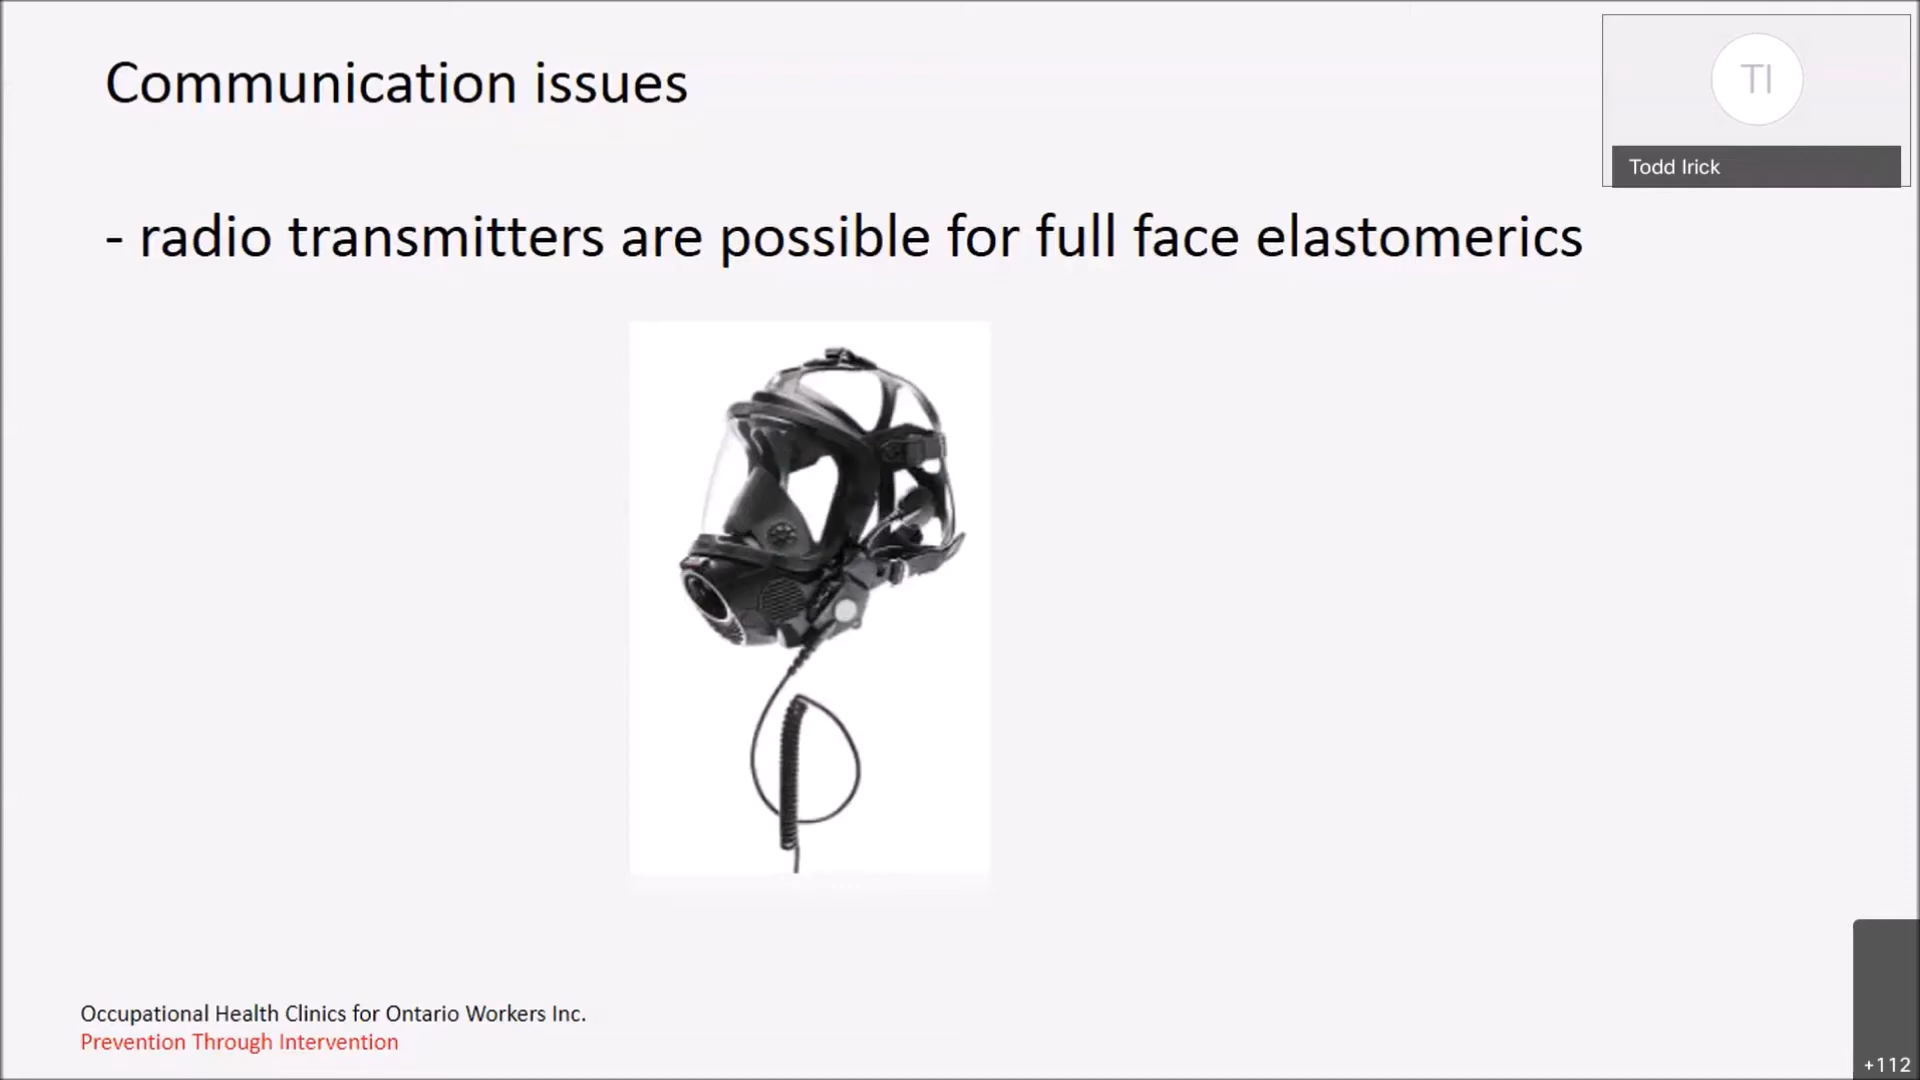 Communication issues
TI
Todd Irick
- radio transmitters are possible for full face elastomerics
Occupational Health Clinics for Ontario Workers Inc.
Prevention Through Intervention
+112